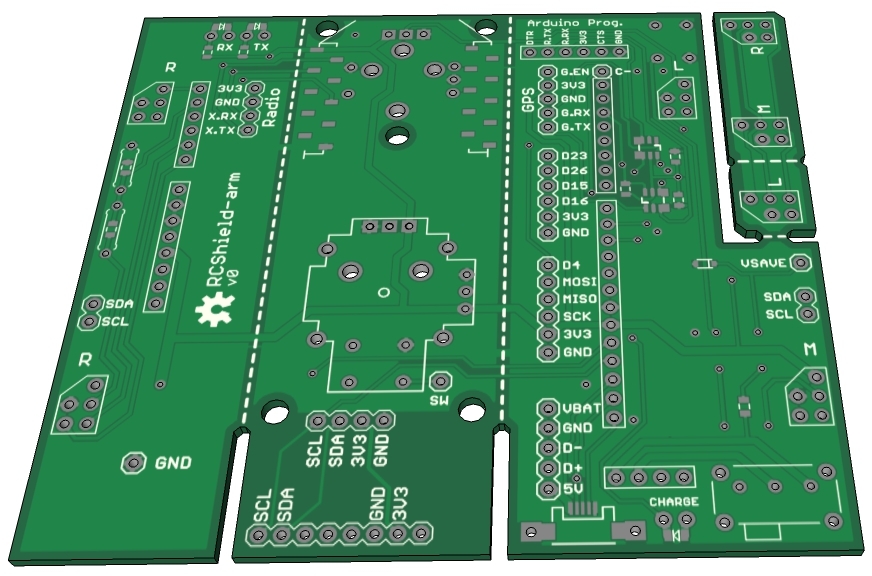 RX TX
R
3V3
GND
X.RX
X.TX
Radio
RCShield-arm
v0
SDA
SCL
R
GND
SW
SCL
SDA
3V3
GND
SCL
SDA
GND
3V3
Arduino Prog.
DTR
R.TX
R.RX
3V3
CTS
GND
GPS
G.EN
C-
3V3
GND
G.RX
G.TX
L
D23
D26
D15
D16
3V3
GND
D4
MOSI
MISO
SCK
3V3
GND
VBAT
GND
D-
D+
5V
CHARGE
R
M
L
VSAVE
SDA
SCL
M